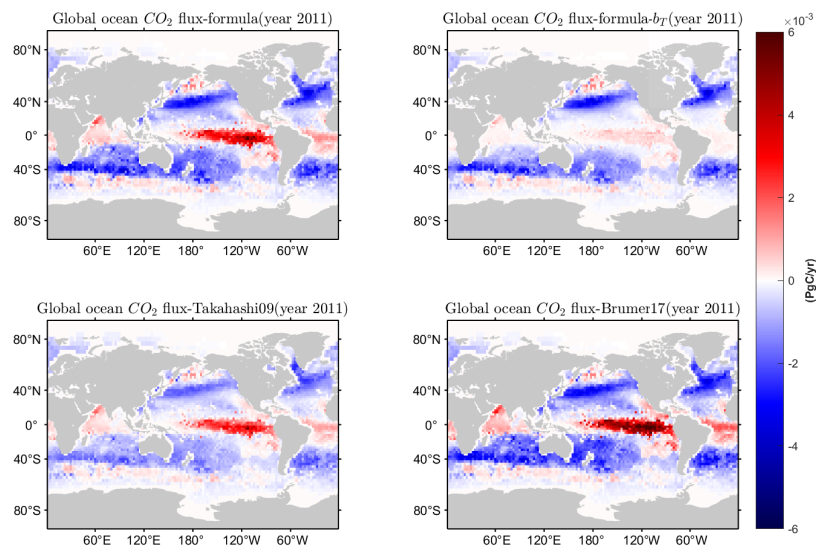 Global ocean CO₂ flux-formula(year 2011)
80°N
40°N
0°
40°S
80°S
60°E 120°E 180° 120°W 60°W
Global ocean CO₂ flux-formula-b_T(year 2011)
80°N
40°N
0°
40°S
80°S
60°E 120°E 180° 120°W 60°W
Global ocean CO₂ flux-Takahashi09(year 2011)
80°N
40°N
0°
40°S
80°S
60°E 120°E 180° 120°W 60°W
Global ocean CO₂ flux-Brumer17(year 2011)
80°N
40°N
0°
40°S
80°S
60°E 120°E 180° 120°W 60°W
×10⁻³
6
4
2
0
-2
-4
-6
(PgC/yr)